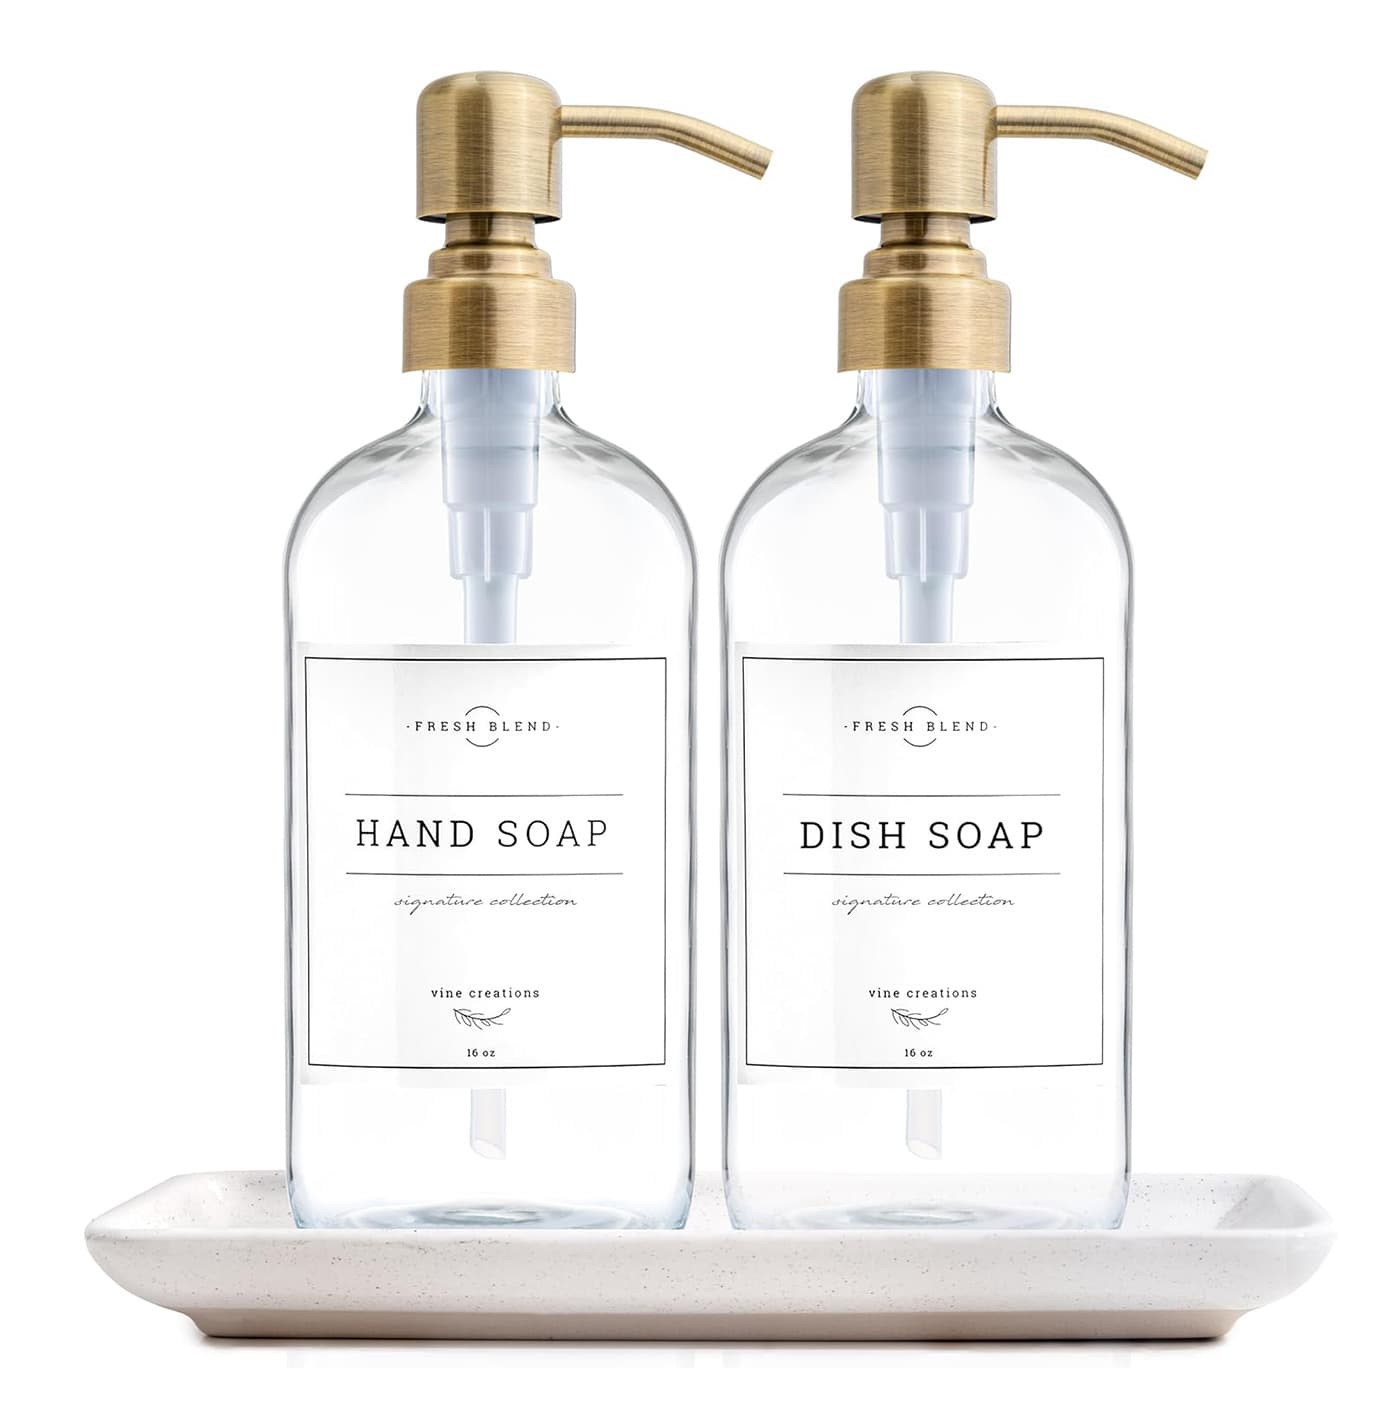 -FRESH BLEND-
HAND SOAP
signature collection
vine creations
16 oz
-FRESH BLEND-
DISH SOAP
signature collection
vine creations
16 oz